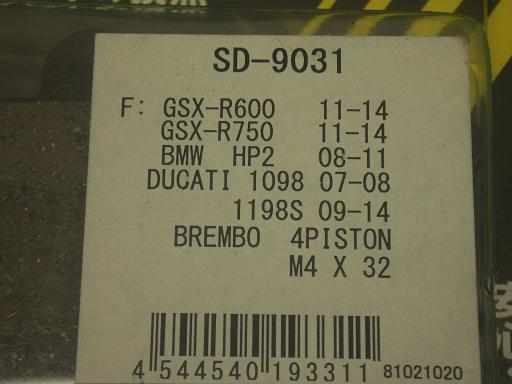 SD-9031
F: GSX-R600 11-14
GSX-R750 11-14
BMW HP2 08-11
DUCATI 1098 07-08
1198S 09-14
BREMBO 4PISTON
M4 X 32
4 544540 193311 81021020